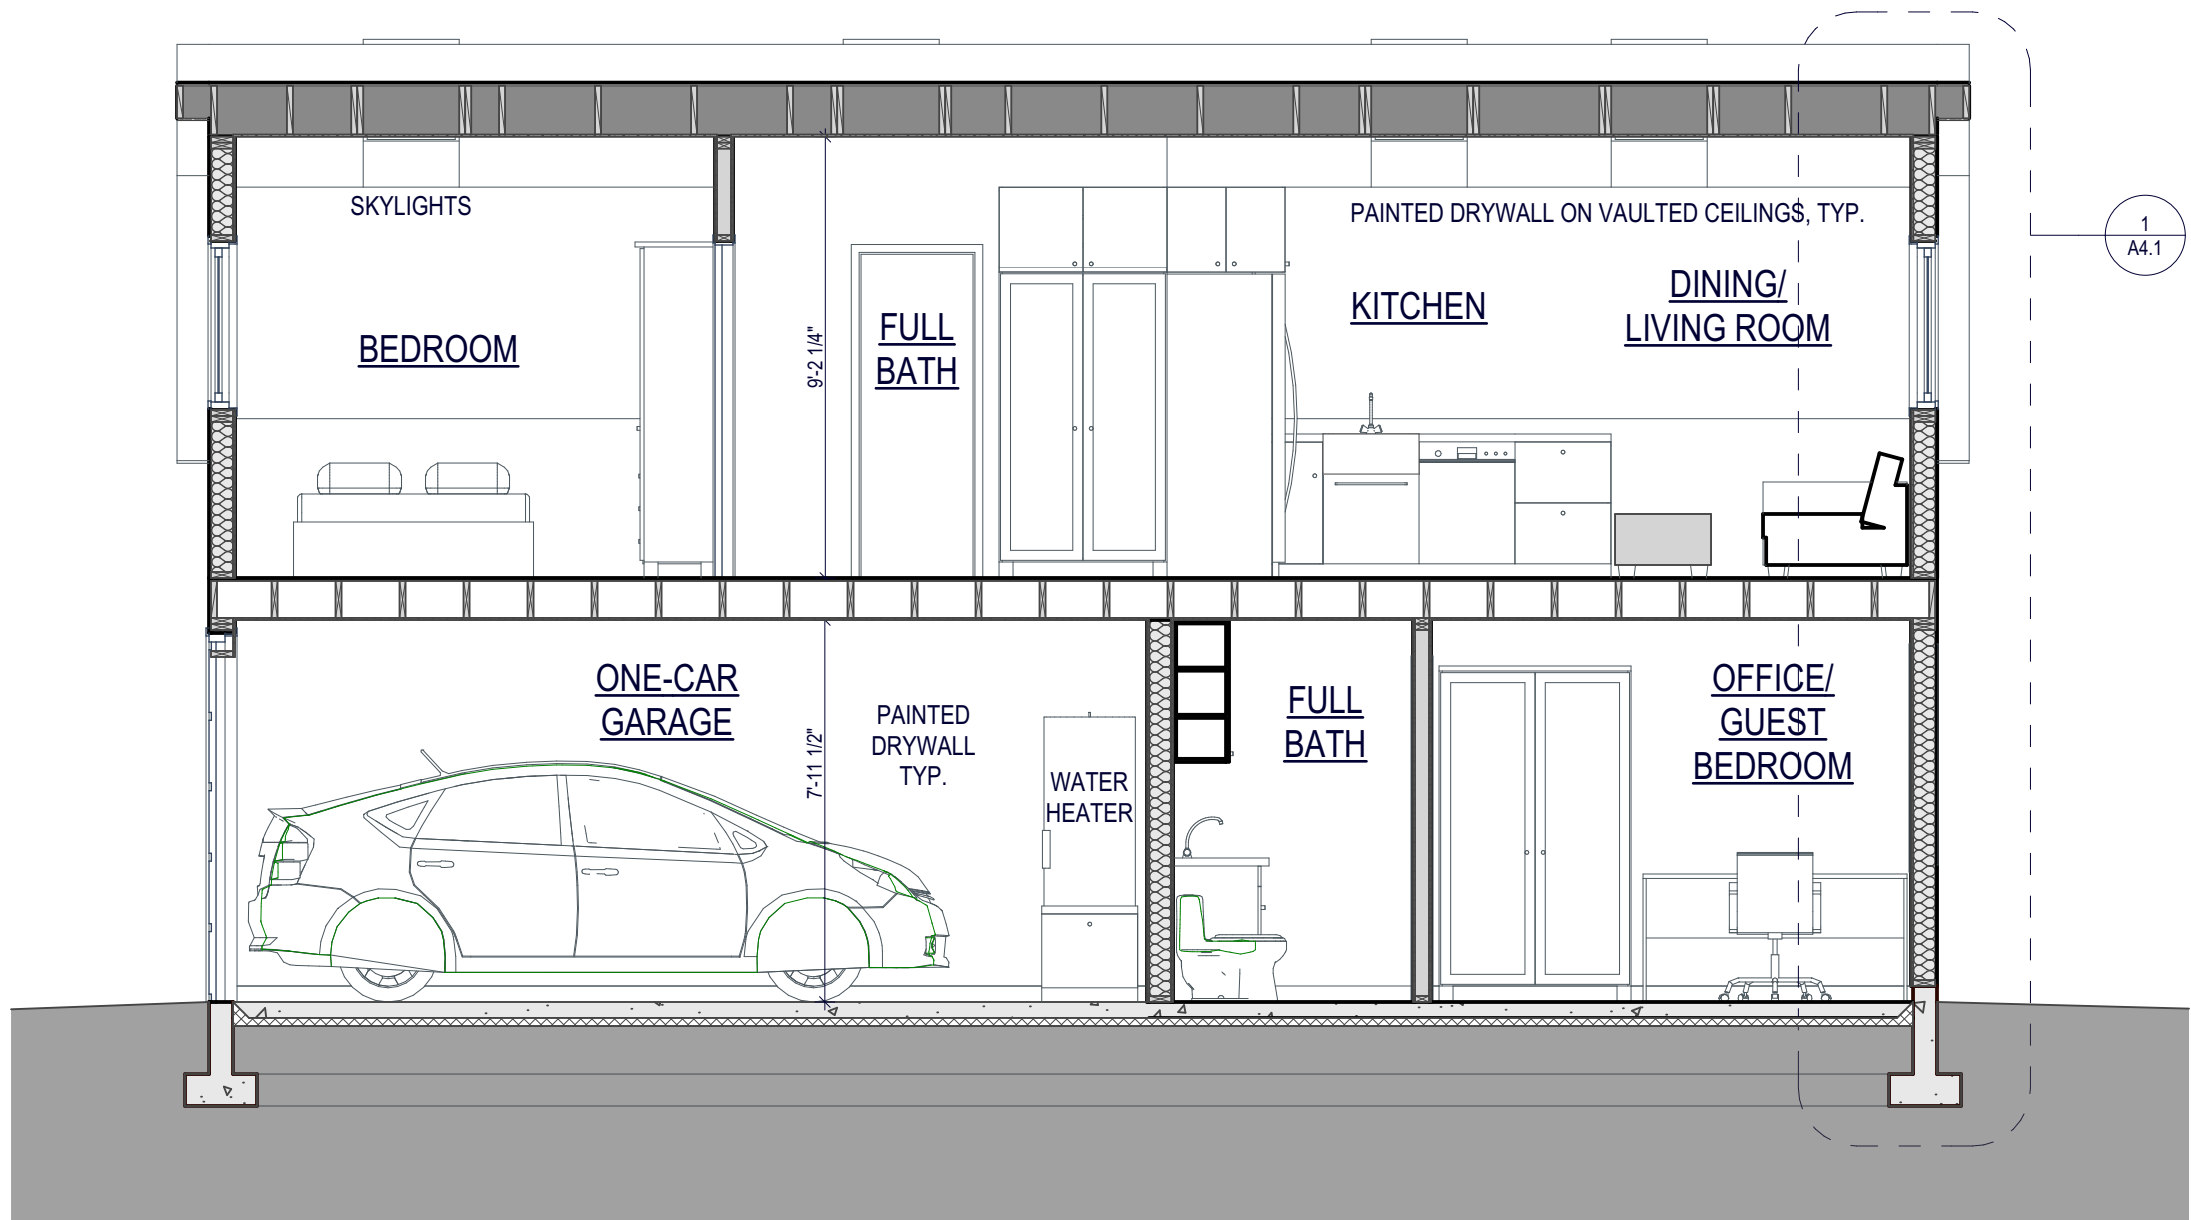 SKYLIGHTS
PAINTED DRYWALL ON VAULTED CEILINGS, TYP.
1
A4.1
BEDROOM
9'-2 1/4"
FULL
BATH
KITCHEN
DINING/
LIVING ROOM
ONE-CAR
GARAGE
7'-11 1/2"
PAINTED
DRYWALL
TYP.
WATER
HEATER
FULL
BATH
OFFICE/
GUEST
BEDROOM